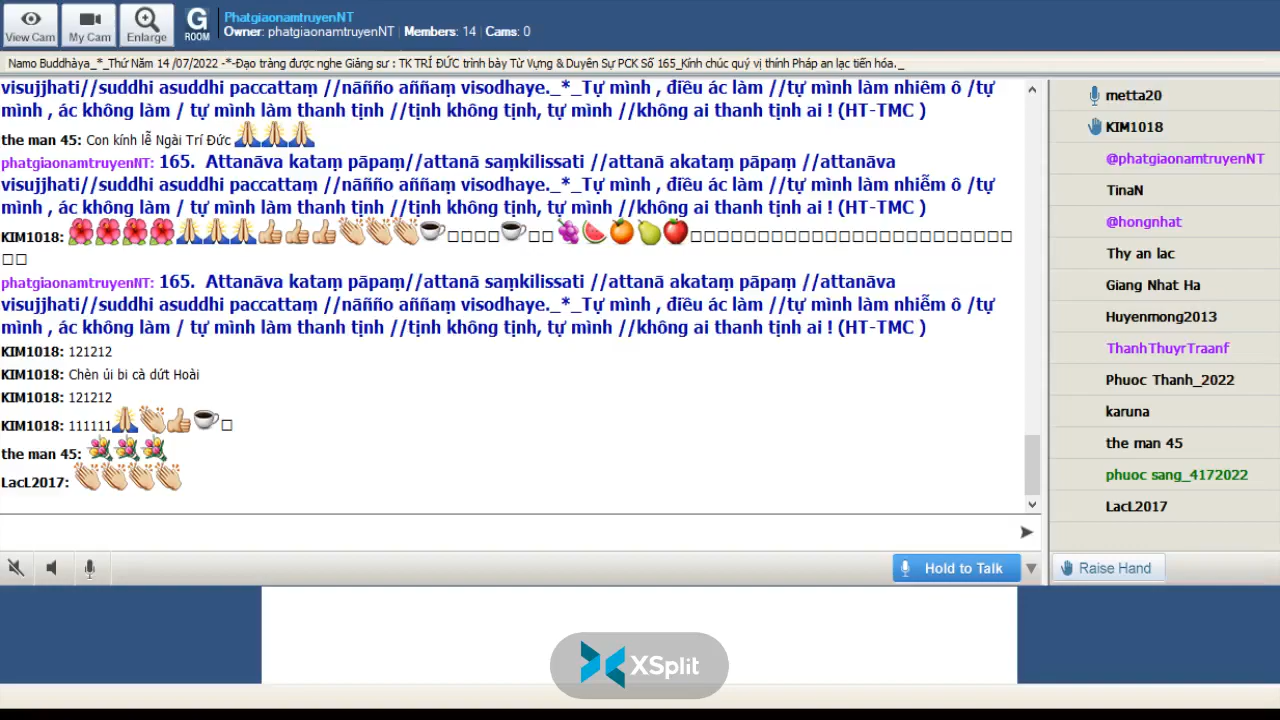 View Cam
My Cam
Enlarge
G
ROOM
PhatgiaonamtruyenNT
Owner: phatgiaonamtruyenNT | Members: 14 | Cams: 0
Namo Buddhàya_*_Thứ Năm 14 /07/2022 -*-Đạo tràng được nghe Giảng sư : TK TRÍ ĐỨC trình bày Từ Vựng & Duyên Sự PCK Số 165_Kính chúc quý vị thính Pháp an lạc tiến hóa._
visujjhati//suddhi asuddhi paccattaṃ //nāñño aññaṃ visodhaye._*_Tự mình , điều ác làm //tự mình làm nhiễm ô /tự
mình , ác không làm / tự mình làm thanh tịnh //tịnh không tịnh, tự mình //không ai thanh tịnh ai ! (HT-TMC )
the man 45: Con kính lễ Ngài Trí Đức
phatgiaonamtruyenNT: 165. Attanāva kataṃ pāpaṃ//attanā saṃkilissati //attanā akataṃ pāpaṃ //attanāva
visujjhati//suddhi asuddhi paccattaṃ //nāñño aññaṃ visodhaye._*_Tự mình , điều ác làm //tự mình làm nhiễm ô /tự
mình , ác không làm / tự mình làm thanh tịnh //tịnh không tịnh, tự mình //không ai thanh tịnh ai ! (HT-TMC )
KIM1018:
phatgiaonamtruyenNT: 165. Attanāva kataṃ pāpaṃ//attanā saṃkilissati //attanā akataṃ pāpaṃ //attanāva
visujjhati//suddhi asuddhi paccattaṃ //nāñño aññaṃ visodhaye._*_Tự mình , điều ác làm //tự mình làm nhiễm ô /tự
mình , ác không làm / tự mình làm thanh tịnh //tịnh không tịnh, tự mình //không ai thanh tịnh ai ! (HT-TMC )
KIM1018: 121212
KIM1018: Chèn ủi bi cà dứt Hoài
KIM1018: 121212
KIM1018: 111111
the man 45:
LacL2017:
Hold to Talk
metta20
KIM1018
@phatgiaonamtruyenNT
TinaN
@hongnhat
Thy an lac
Giang Nhat Ha
Huyenmong2013
ThanhThuyrTraanf
Phuoc Thanh_2022
karuna
the man 45
phuoc sang_4172022
LacL2017
Raise Hand
XSplit